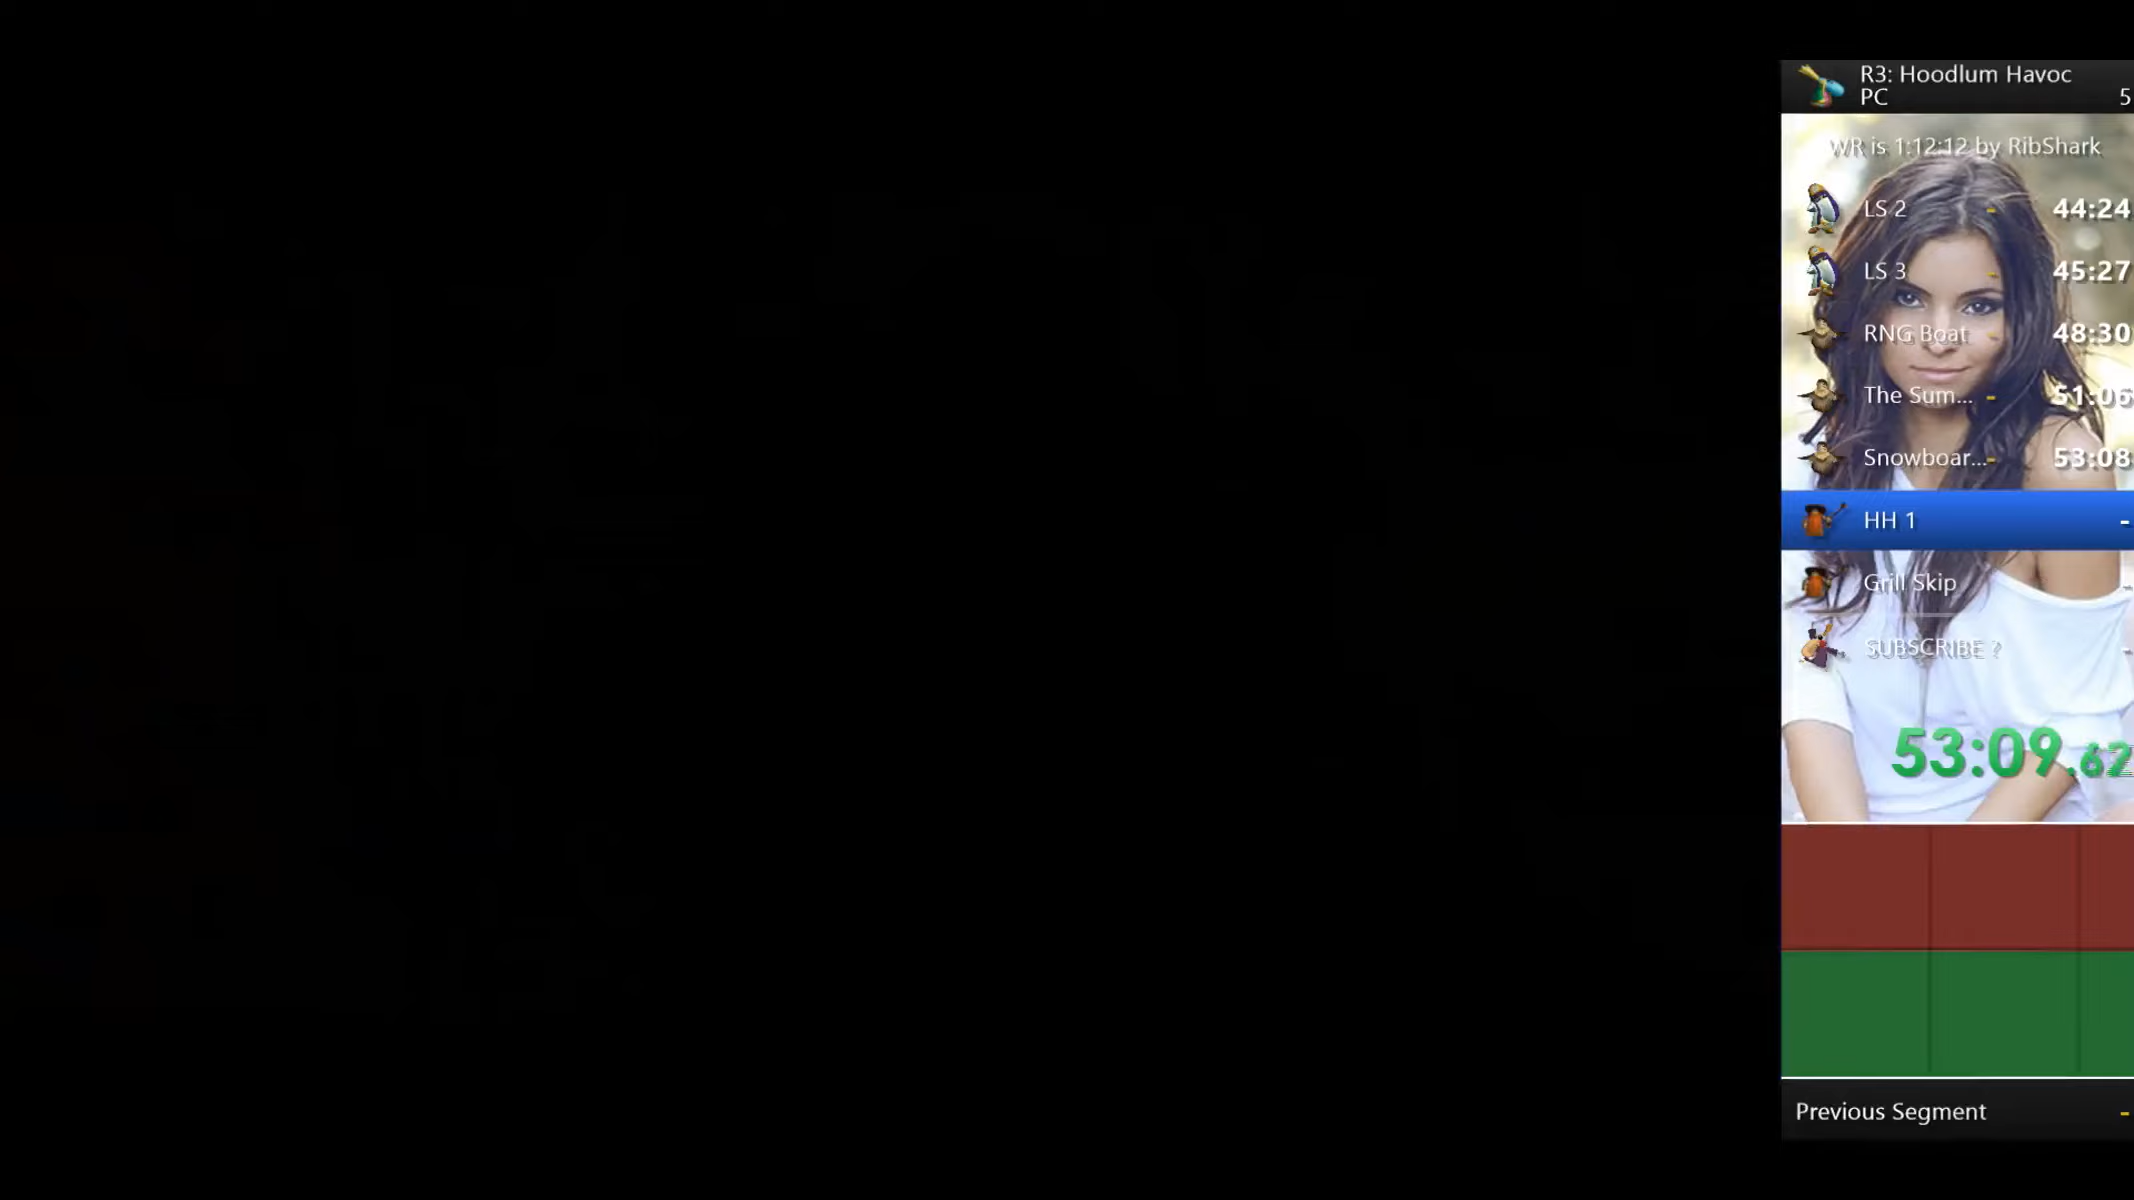 R3: Hoodlum Havoc
PC 5
WR is 1:12:12 by RibShark
LS 2 - 44:24
LS 3 - 45:27
RNG Boat - 48:30
The Sum... - 51:06
Snowboar... - 53:08
HH 1 -
Grill Skip -
SUBSCRIBE ? -
53:09.62
Previous Segment -